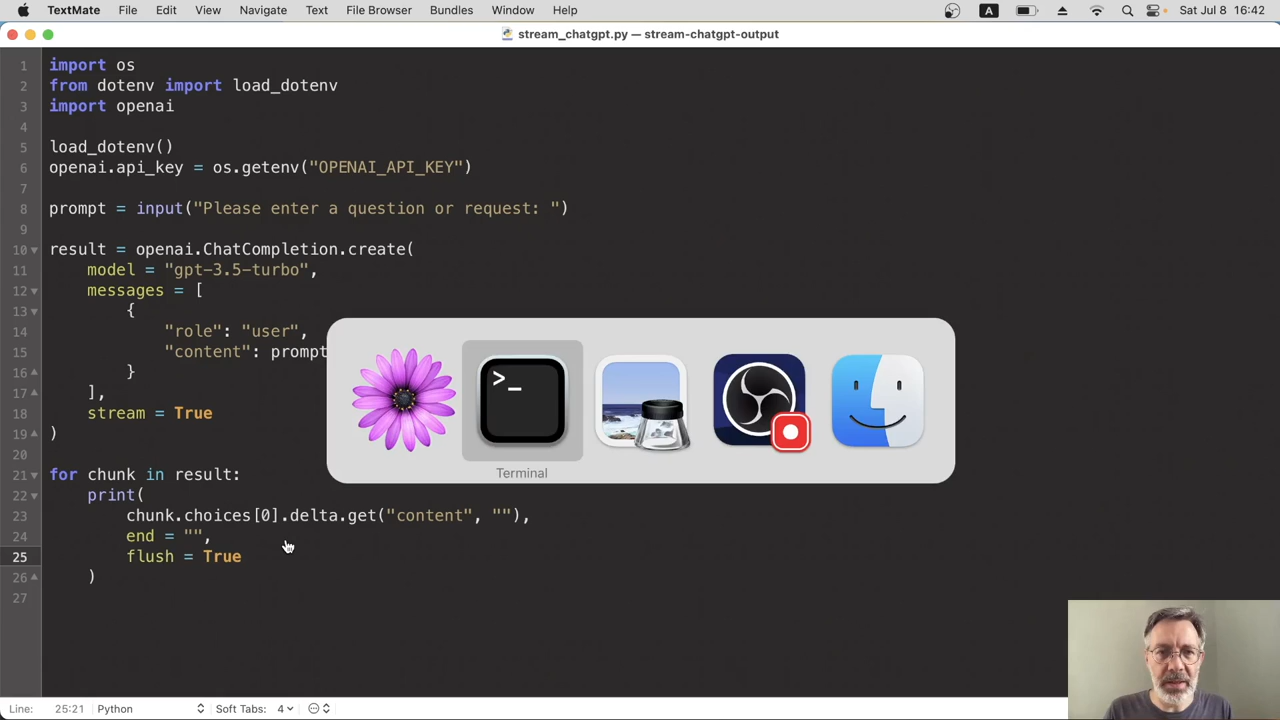 TextMate File Edit View Navigate Text File Browser Bundles Window Help A Sat Jul 8 16:42
stream_chatgpt.py — stream-chatgpt-output
1 import os
2 from dotenv import load_dotenv
3 import openai
4
5 load_dotenv()
6 openai.api_key = os.getenv("OPENAI_API_KEY")
7
8 prompt = input("Please enter a question or request: ")
9
10 result = openai.ChatCompletion.create(
11 model = "gpt-3.5-turbo",
12 messages = [
13 {
14 "role": "user",
15 "content": prompt
16 }
17 ],
18 stream = True
19 )
20
21 for chunk in result:
22 print(
23 chunk.choices[0].delta.get("content", ""),
24 end = "",
25 flush = True
26 )
27
>_
Terminal
Line: 25:21 Python Soft Tabs: 4